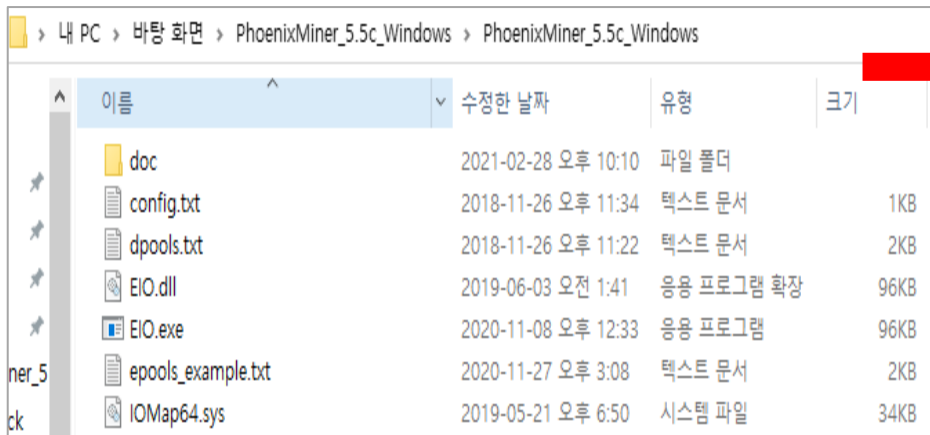 내 PC > 바탕 화면 > PhoenixMiner_5.5c_Windows > PhoenixMiner_5.5c_Windows
이름 수정한 날짜 유형 크기
doc 2021-02-28 오후 10:10 파일 폴더
config.txt 2018-11-26 오후 11:34 텍스트 문서 1KB
dpools.txt 2018-11-26 오후 11:22 텍스트 문서 2KB
EIO.dll 2019-06-03 오전 1:41 응용 프로그램 확장 96KB
EIO.exe 2020-11-08 오후 12:33 응용 프로그램 96KB
ner_5 epools_example.txt 2020-11-27 오후 3:08 텍스트 문서 2KB
ck IOMap64.sys 2019-05-21 오후 6:50 시스템 파일 34KB